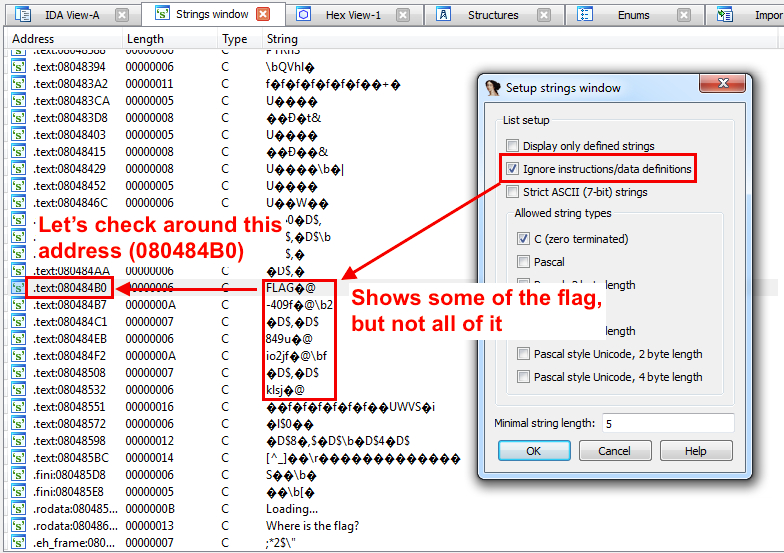 IDA View-A Strings window Hex View-1 Structures Enums Impor
Address Length Type String
.text:08048394 00000006 C \bQVhI�
.text:080483A2 00000011 C f�f�f�f�f�f�f��+�
.text:080483CA 00000005 C U����
.text:080483D8 00000008 C ��Ð�t&
.text:08048403 00000005 C U����
.text:08048415 00000008 C ��Ð��&
.text:08048429 00000008 C U����\b�|
.text:08048452 00000005 C U����
.text:0804846C 00000006 C U��W��
Let's check around this
address (080484B0)
.text:080484AA 00000006 C �D$,�
.text:080484B0 00000006 C FLAG�@
.text:080484B7 0000000A C -409f�@\b2
.text:080484C1 00000007 C �D$,�D$
.text:080484EB 00000006 C 849u�@
.text:080484F2 0000000A C io2jf�@\bf
.text:08048508 00000007 C �D$,�D$
.text:08048532 00000006 C klsj�@
.text:08048551 00000016 C ��f�f�f�f�f�f��UWVS�i
.text:08048572 00000006 C �l$0��
.text:08048598 00000012 C �D$8�,$�D$\b�D$4�D$
.text:080485BC 00000014 C [^_]��\r���������������
.fini:080485D8 00000006 C S��\b�
.fini:080485E8 00000005 C ��\b[�
.rodata:080485... 0000000B C Loading...
.rodata:080486... 00000013 C Where is the flag?
.eh_frame:080... 00000007 C ;*2$\"
Shows some of the flag,
but not all of it
Setup strings window
List setup
Display only defined strings
Ignore instructions/data definitions
Strict ASCII (7-bit) strings
Allowed string types
C (zero terminated)
Pascal
length
length
Pascal style Unicode, 2 byte length
Pascal style Unicode, 4 byte length
Minimal string length: 5
OK Cancel Help